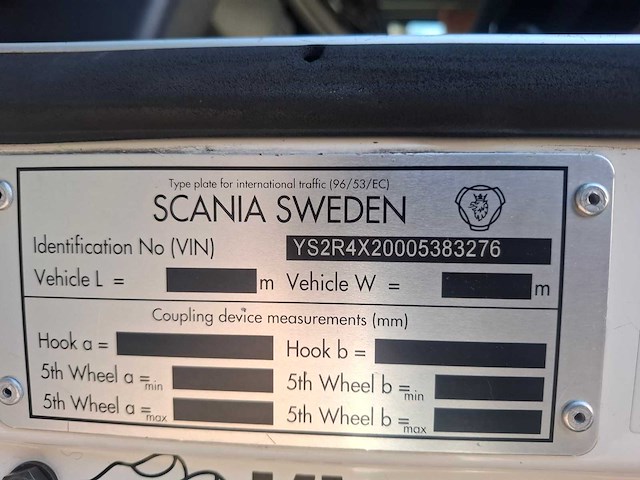 Type plate for international traffic (96/53/EC)
SCANIA SWEDEN
Identification No (VIN) YS2R4X20005383276
Vehicle L = m Vehicle W = m
Coupling device measurements (mm)
Hook a = Hook b =
5th Wheel a =min 5th Wheel b =min
5th Wheel a =max 5th Wheel b =max